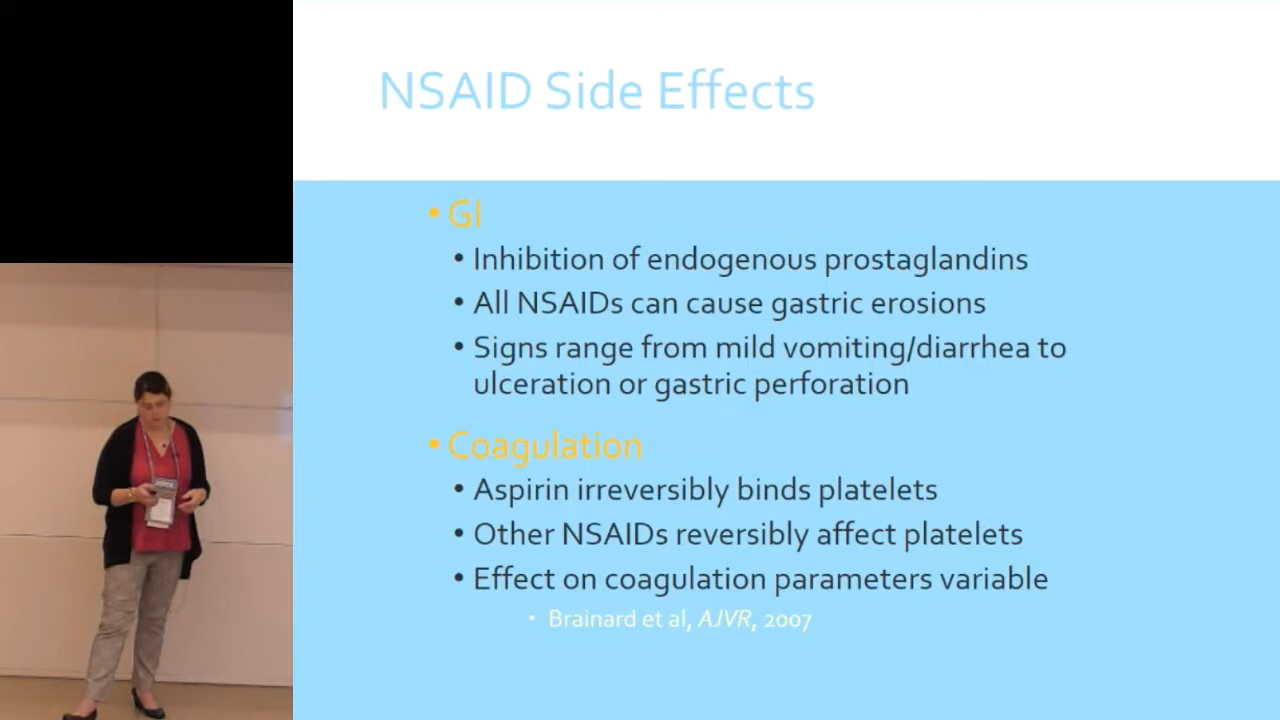 NSAID Side Effects
• GI
• Inhibition of endogenous prostaglandins
• All NSAIDs can cause gastric erosions
• Signs range from mild vomiting/diarrhea to
ulceration or gastric perforation
• Coagulation
• Aspirin irreversibly binds platelets
• Other NSAIDs reversibly affect platelets
• Effect on coagulation parameters variable
• Brainard et al, AJVR, 2007